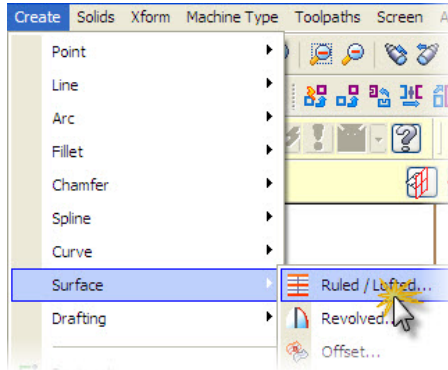 Create Solids Xform Machine Type Toolpaths Screen
Point
Line
Arc
Fillet
Chamfer
Spline
Curve
Surface
Ruled / Lofted...
Drafting
Revolved...
Offset...